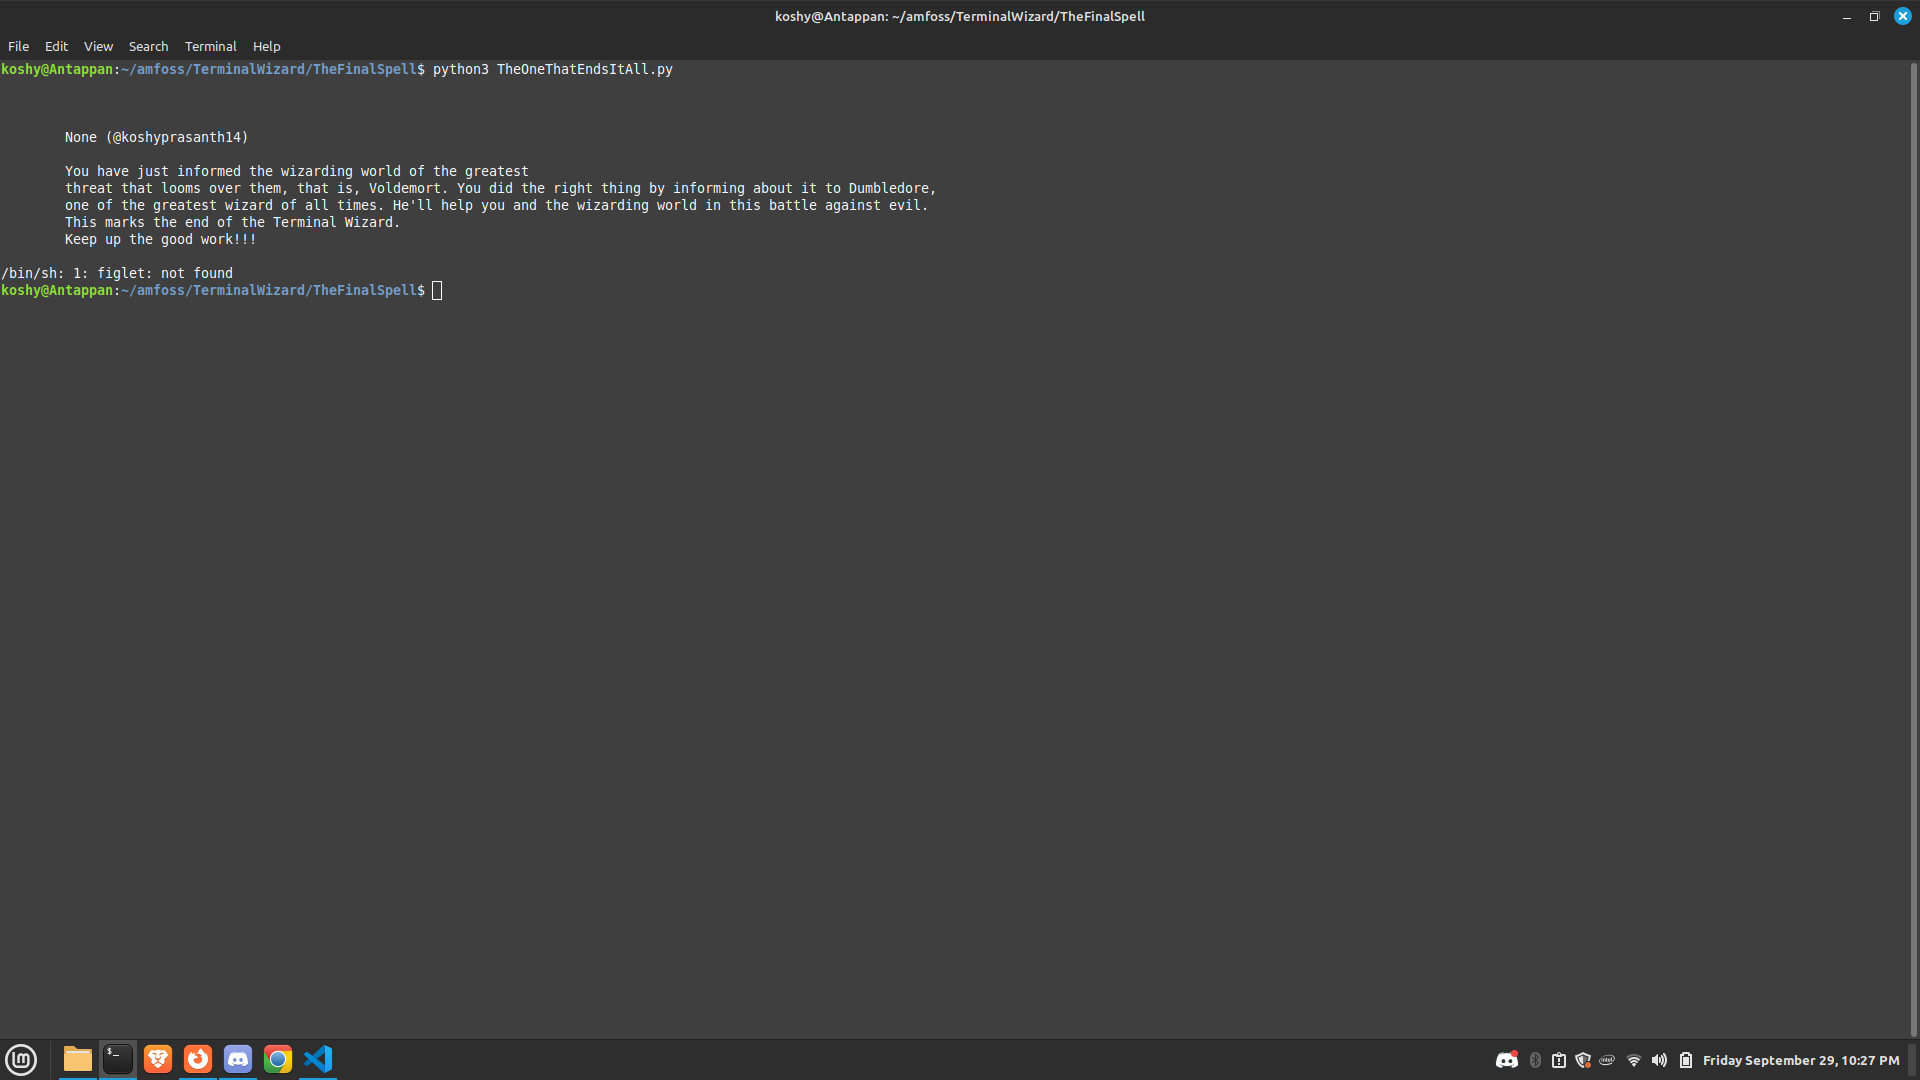 koshy@Antappan: ~/amfoss/TerminalWizard/TheFinalSpell
File Edit View Search Terminal Help
koshy@Antappan:~/amfoss/TerminalWizard/TheFinalSpell$ python3 TheOneThatEndsItAll.py
None (@koshyprasanth14)
You have just informed the wizarding world of the greatest
threat that looms over them, that is, Voldemort. You did the right thing by informing about it to Dumbledore,
one of the greatest wizard of all times. He'll help you and the wizarding world in this battle against evil.
This marks the end of the Terminal Wizard.
Keep up the good work!!!
/bin/sh: 1: figlet: not found
koshy@Antappan:~/amfoss/TerminalWizard/TheFinalSpell$
$_
intel
Friday September 29, 10:27 PM